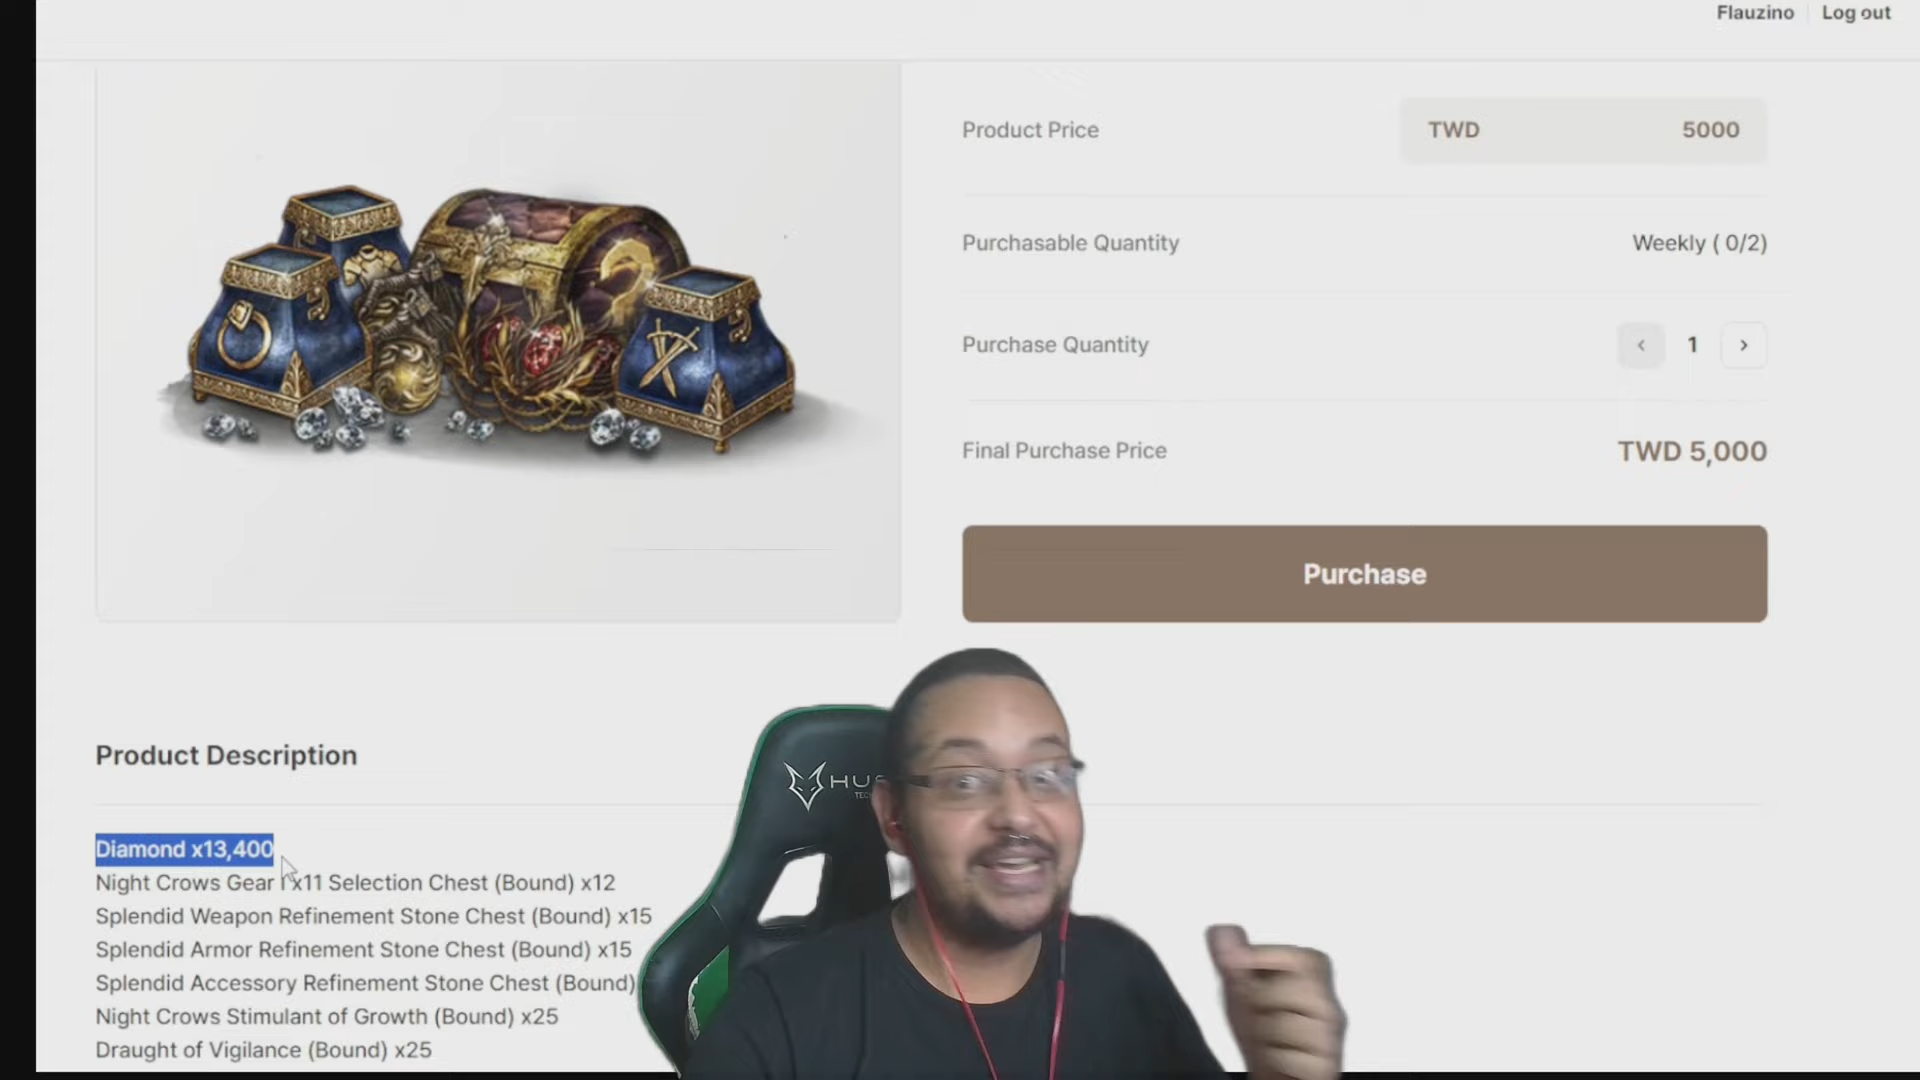 Flauzino Log out
Product Price TWD 5000
Purchasable Quantity Weekly ( 0/2)
Purchase Quantity < 1 >
Final Purchase Price TWD 5,000
Purchase
Product Description
Diamond x13,400
Night Crows Gear I x11 Selection Chest (Bound) x12
Splendid Weapon Refinement Stone Chest (Bound) x15
Splendid Armor Refinement Stone Chest (Bound) x15
Splendid Accessory Refinement Stone Chest (Bound)
Night Crows Stimulant of Growth (Bound) x25
Draught of Vigilance (Bound) x25